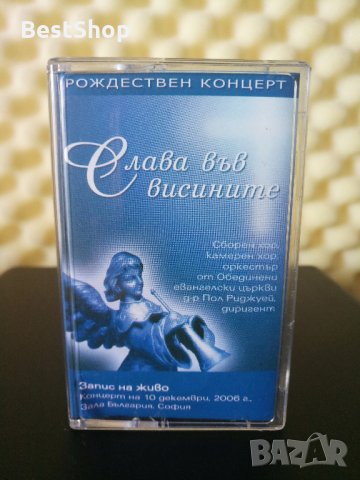 BestShop
РОЖДЕСТВЕН КОНЦЕРТ
Слава във
висините
Сборен хор,
камерен хор,
оркестър
от Обединени
евангелски църкви
д-р Пол Риджуей,
диригент
Запис на живо
Концерт на 10 декември, 2006 г.,
Зала България, София
BAZAR